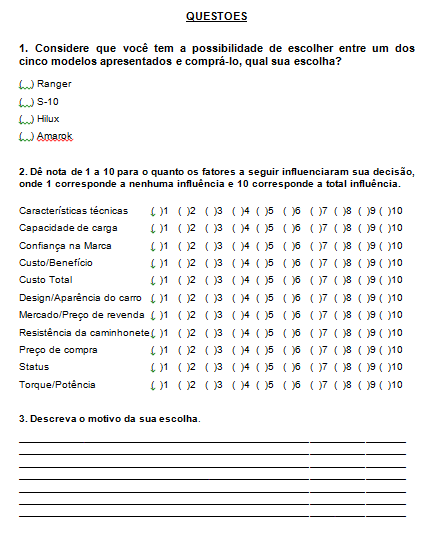 QUESTOES
1. Considere que você tem a possibilidade de escolher entre um dos
cinco modelos apresentados e comprá-lo, qual sua escolha?
(   ) Ranger
(   ) S-10
(   ) Hilux
(   ) Amarok
2. Dê nota de 1 a 10 para o quanto os fatores a seguir influenciaram sua decisão,
onde 1 corresponde a nenhuma influência e 10 corresponde a total influência.
Características técnicas ( )1 ( )2 ( )3 ( )4 ( )5 ( )6 ( )7 ( )8 ( )9 ( )10
Capacidade de carga ( )1 ( )2 ( )3 ( )4 ( )5 ( )6 ( )7 ( )8 ( )9 ( )10
Confiança na Marca ( )1 ( )2 ( )3 ( )4 ( )5 ( )6 ( )7 ( )8 ( )9 ( )10
Custo/Benefício ( )1 ( )2 ( )3 ( )4 ( )5 ( )6 ( )7 ( )8 ( )9 ( )10
Custo Total ( )1 ( )2 ( )3 ( )4 ( )5 ( )6 ( )7 ( )8 ( )9 ( )10
Design/Aparência do carro ( )1 ( )2 ( )3 ( )4 ( )5 ( )6 ( )7 ( )8 ( )9 ( )10
Mercado/Preço de revenda ( )1 ( )2 ( )3 ( )4 ( )5 ( )6 ( )7 ( )8 ( )9 ( )10
Resistência da caminhonete( )1 ( )2 ( )3 ( )4 ( )5 ( )6 ( )7 ( )8 ( )9 ( )10
Preço de compra ( )1 ( )2 ( )3 ( )4 ( )5 ( )6 ( )7 ( )8 ( )9 ( )10
Status ( )1 ( )2 ( )3 ( )4 ( )5 ( )6 ( )7 ( )8 ( )9 ( )10
Torque/Potência ( )1 ( )2 ( )3 ( )4 ( )5 ( )6 ( )7 ( )8 ( )9 ( )10
3. Descreva o motivo da sua escolha.